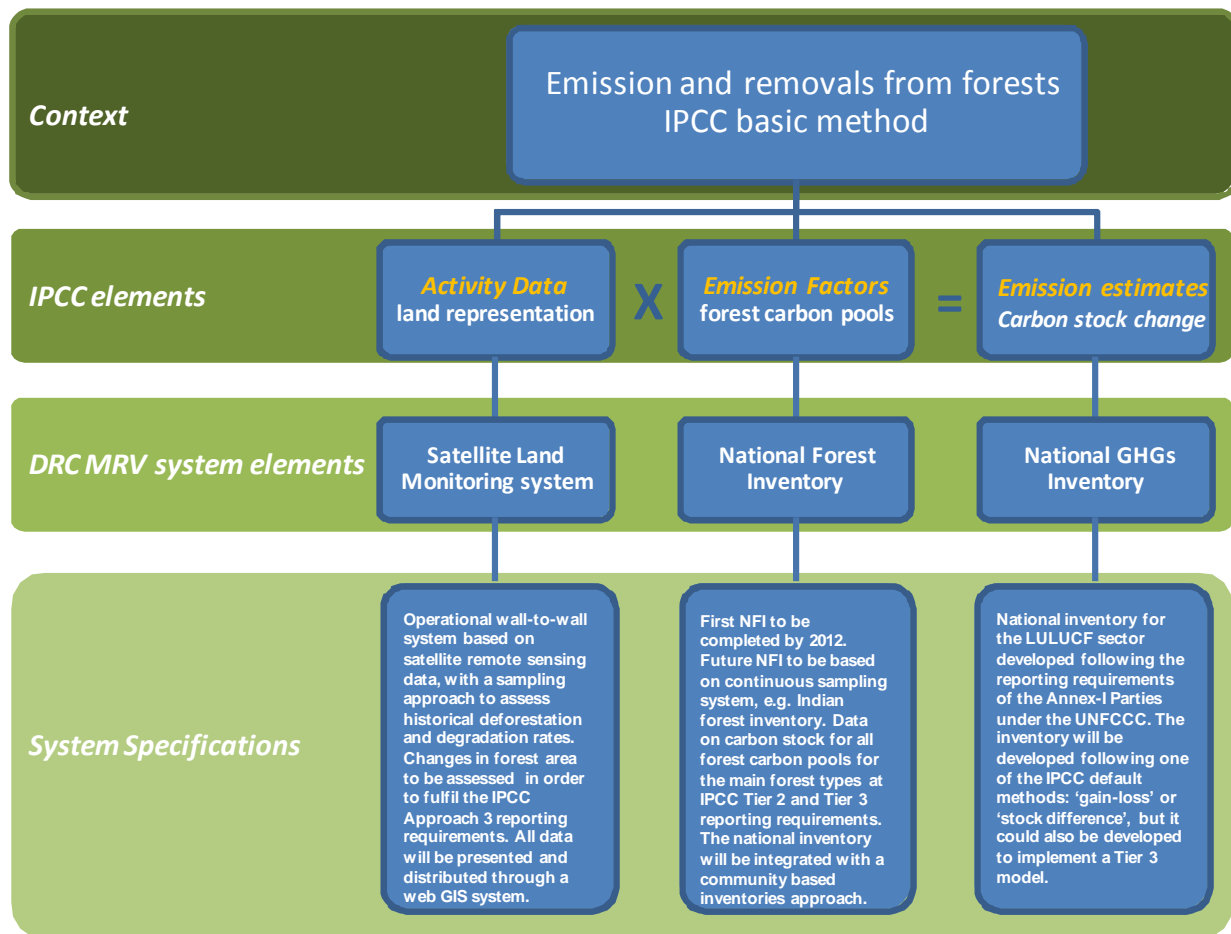 Context
Emission and removals from forests
IPCC basic method
IPCC elements
Activity Data
land representation
X
Emission Factors
forest carbon pools
=
Emission estimates
Carbon stock change
DRC MRV system elements
Satellite Land
Monitoring system
National Forest
Inventory
National GHGs
Inventory
System Specifications
Operational wall-to-wall
system based on
satellite remote sensing
data, with a sampling
approach to assess
historical deforestation
and degradation rates.
Changes in forest area
to be assessed in order
to fulfil the IPCC
Approach 3 reporting
requirements. All data
will be presented and
distributed through a
web GIS system.
First NFI to be
completed by 2012.
Future NFI to be based
on continuous sampling
system, e.g. Indian
forest inventory. Data
on carbon stock for all
forest carbon pools for
the main forest types at
IPCC Tier 2 and Tier 3
reporting requirements.
The national inventory
will be integrated with a
community based
inventories approach.
National inventory for
the LULUCF sector
developed following the
reporting requirements
of the Annex-I Parties
under the UNFCCC. The
inventory will be
developed following one
of the IPCC default
methods: ‘gain-loss’ or
‘stock difference’, but it
could also be developed
to implement a Tier 3
model.